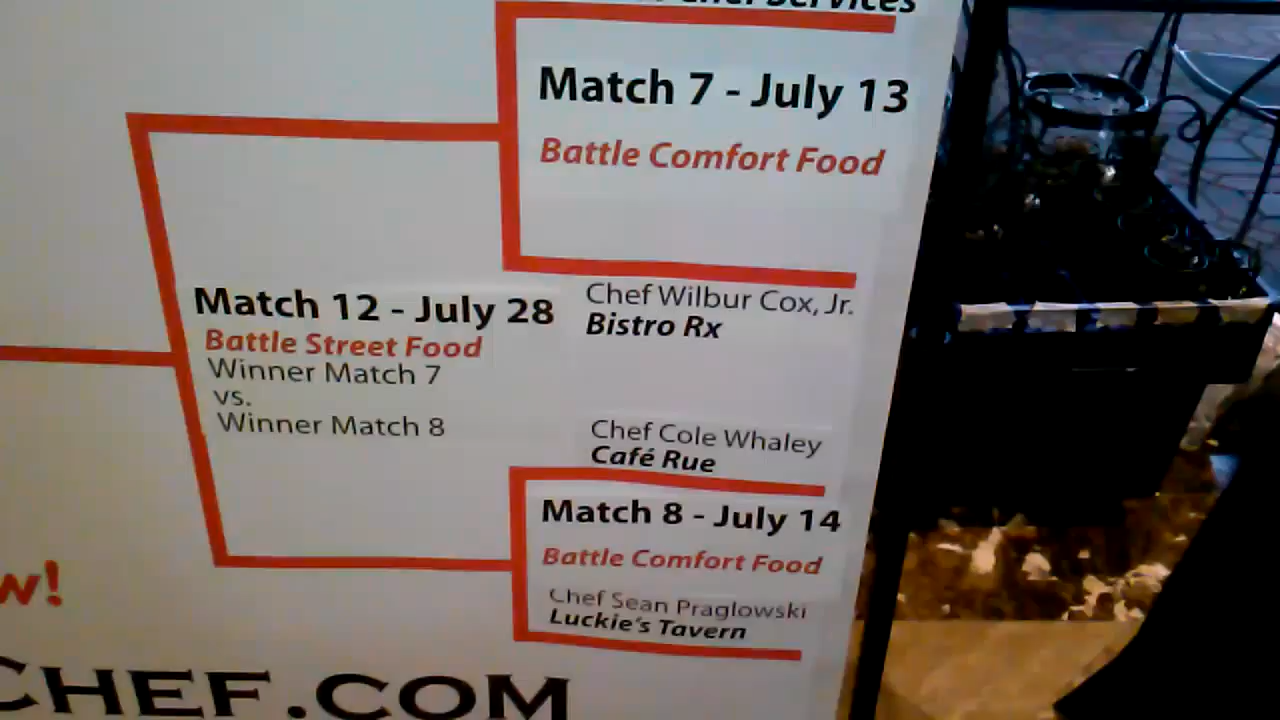 Services
Match 7 - July 13
Battle Comfort Food
Chef Wilbur Cox, Jr.
Bistro Rx
Match 12 - July 28
Battle Street Food
Winner Match 7
vs.
Winner Match 8
Chef Cole Whaley
Café Rue
Match 8 - July 14
Battle Comfort Food
Chef Sean Praglowski
Luckie's Tavern
w!
CHEF.COM